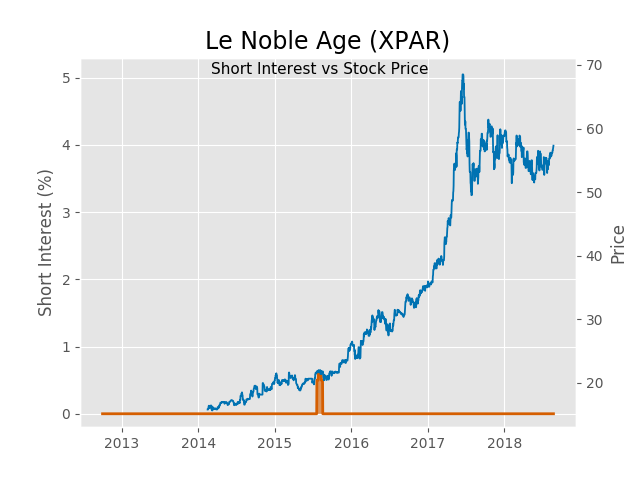 Le Noble Age (XPAR)
Short Interest vs Stock Price
Short Interest (%)
5
4
3
2
1
0
70
60
50
40
30
20
Price
2013 2014 2015 2016 2017 2018